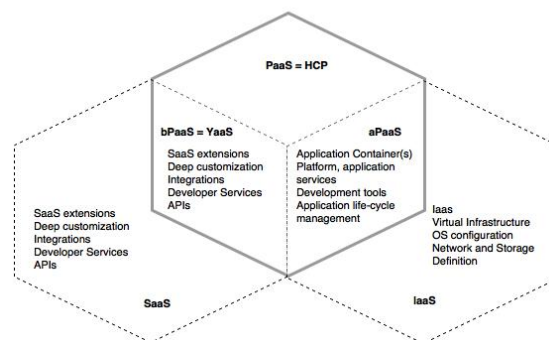 PaaS = HCP
bPaaS = YaaS
SaaS extensions
Deep customization
Integrations
Developer Services
APIs
aPaaS
Application Container(s)
Platform, application
services
Development tools
Application life-cycle
management
SaaS extensions
Deep customization
Integrations
Developer Services
APIs
SaaS
Iaas
Virtual Infrastructure
OS configuration
Network and Storage
Definition
IaaS